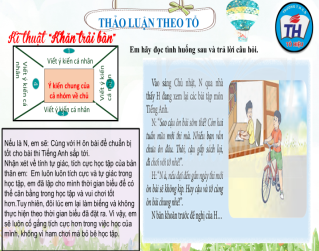 THẢO LUẬN THEO TỔ
TH
Kĩ thuật "Khăn trải bàn"
Em hãy đọc tình huống sau và trả lời câu hỏi.
Viết ý kiến cá nhân
Viết ý kiến cá nhân
Ý kiến chung của
cả nhóm về chủ
Viết ý kiến cá nhân
Viết ý kiến cá nhân
Nếu là N, em sẽ: Cùng với H ôn bài để chuẩn bị
tốt cho bài thi Tiếng Anh sắp tới.
Nhận xét về tính tự giác, tích cực học tập của bản
thân em: Em luôn luôn tích cực và tự giác trong
học tập, em đã lập cho mình thời gian biểu để có
thể cân bằng trong học tập và vui chơi tốt
hơn.Tuy nhiên, đôi lúc em lại làm biếng và không
thực hiện theo thời gian biểu đã đặt ra. Vì vậy, em
sẽ luôn cố gắng tích cực hơn trong việc học của
mình, không vì ham chơi mà bỏ bê học tập.
Vào sáng Chủ nhật, N qua nhà
thấy H đang xem lại các bài tập môn
Tiếng Anh.
N: "Sao cậu ôn bài sớm thế? Còn hai
tuần nữa mới thi mà. Nhiều bạn vẫn
chưa ôn đâu. Thôi, cậu gấp sách lại,
đi chơi với tớ nhé!".
H: "N à, nếu đợi đến gần ngày thi mới
ôn bài sẽ không kịp. Hay cậu và tớ cùng
ôn bài chung nhé!".
N băn khoăn trước đề nghị của H...